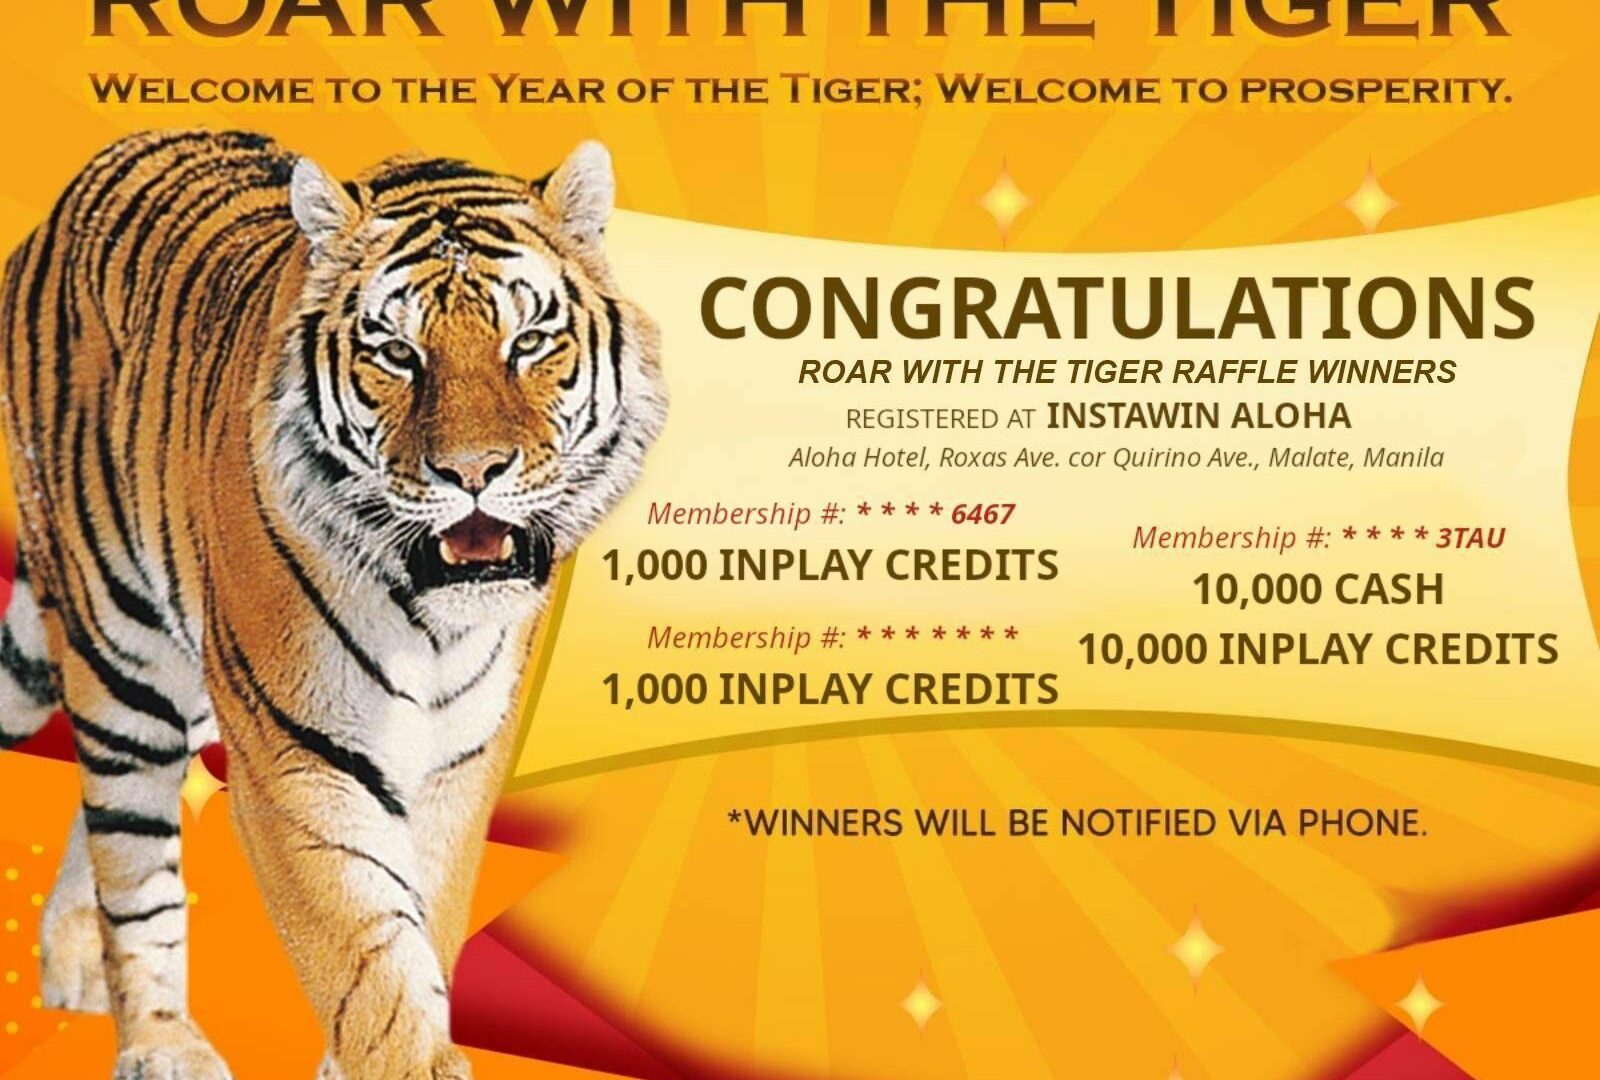 ROAR WITH THE TIGER
WELCOME TO THE YEAR OF THE TIGER; WELCOME TO PROSPERITY.
CONGRATULATIONS
ROAR WITH THE TIGER RAFFLE WINNERS
REGISTERED AT INSTAWIN ALOHA
Aloha Hotel, Roxas Ave. cor Quirino Ave., Malate, Manila
Membership #: * * * * 6467
1,000 INPLAY CREDITS
Membership #: * * * * * * *
1,000 INPLAY CREDITS
Membership #: * * * * 3TAU
10,000 CASH
10,000 INPLAY CREDITS
*WINNERS WILL BE NOTIFIED VIA PHONE.